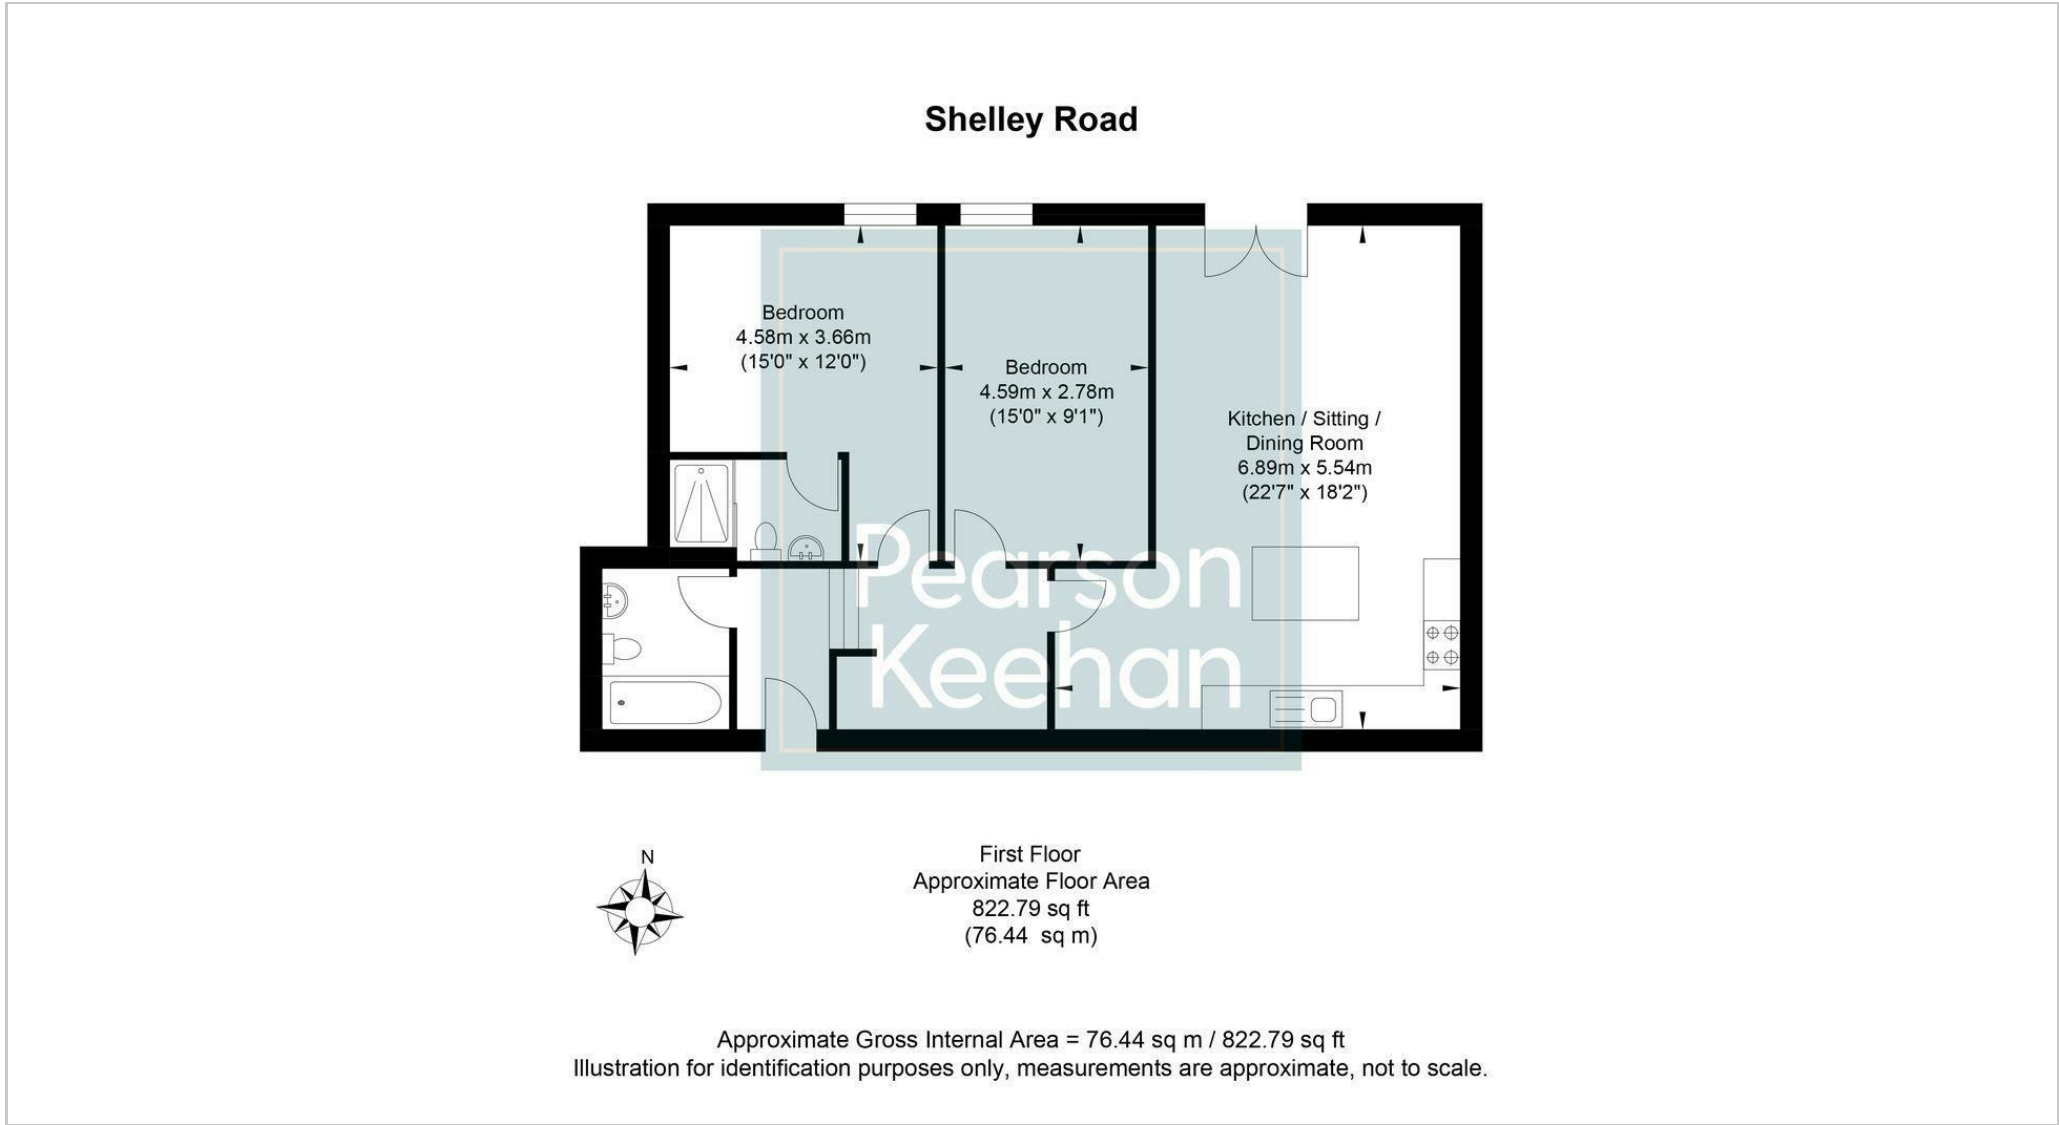 Shelley Road
Bedroom
4.58m x 3.66m
(15'0" x 12'0")
Bedroom
4.59m x 2.78m
(15'0" x 9'1")
Kitchen / Sitting /
Dining Room
6.89m x 5.54m
(22'7" x 18'2")
Pearson
Keehan
N
First Floor
Approximate Floor Area
822.79 sq ft
(76.44 sq m)
Approximate Gross Internal Area = 76.44 sq m / 822.79 sq ft
Illustration for identification purposes only, measurements are approximate, not to scale.